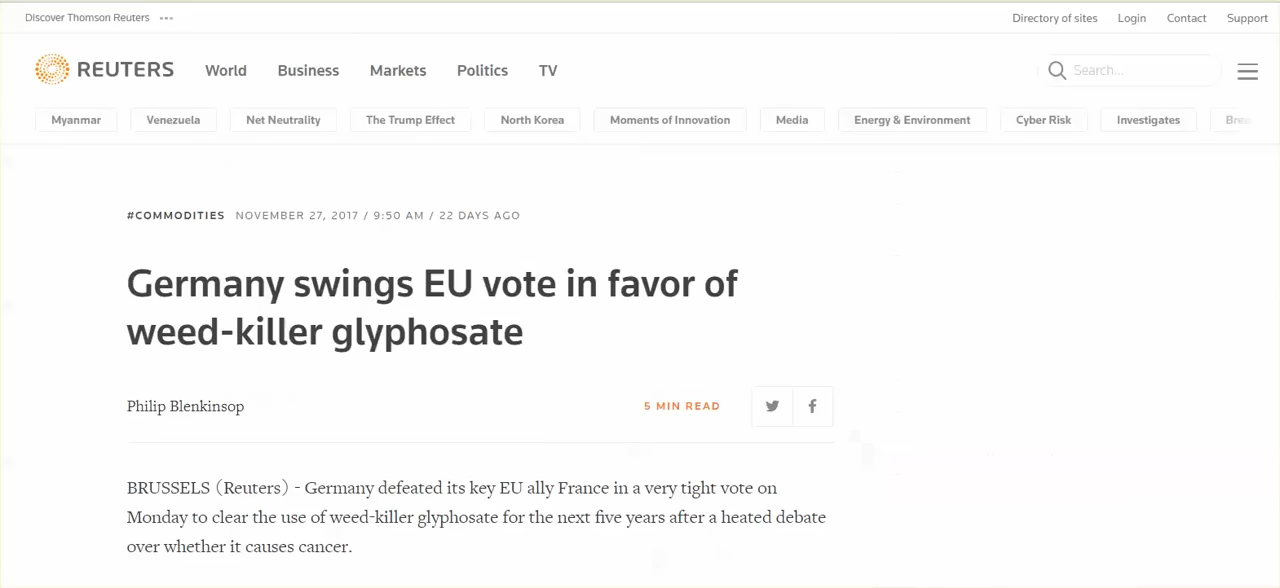 Discover Thomson Reuters •••
Directory of sites Login Contact Support
REUTERS World Business Markets Politics TV Search...
Myanmar Venezuela Net Neutrality The Trump Effect North Korea Moments of Innovation Media Energy & Environment Cyber Risk Investigates
#COMMODITIES NOVEMBER 27, 2017 / 9:50 AM / 22 DAYS AGO
Germany swings EU vote in favor of
weed-killer glyphosate
Philip Blenkinsop 5 MIN READ
BRUSSELS (Reuters) - Germany defeated its key EU ally France in a very tight vote on
Monday to clear the use of weed-killer glyphosate for the next five years after a heated debate
over whether it causes cancer.